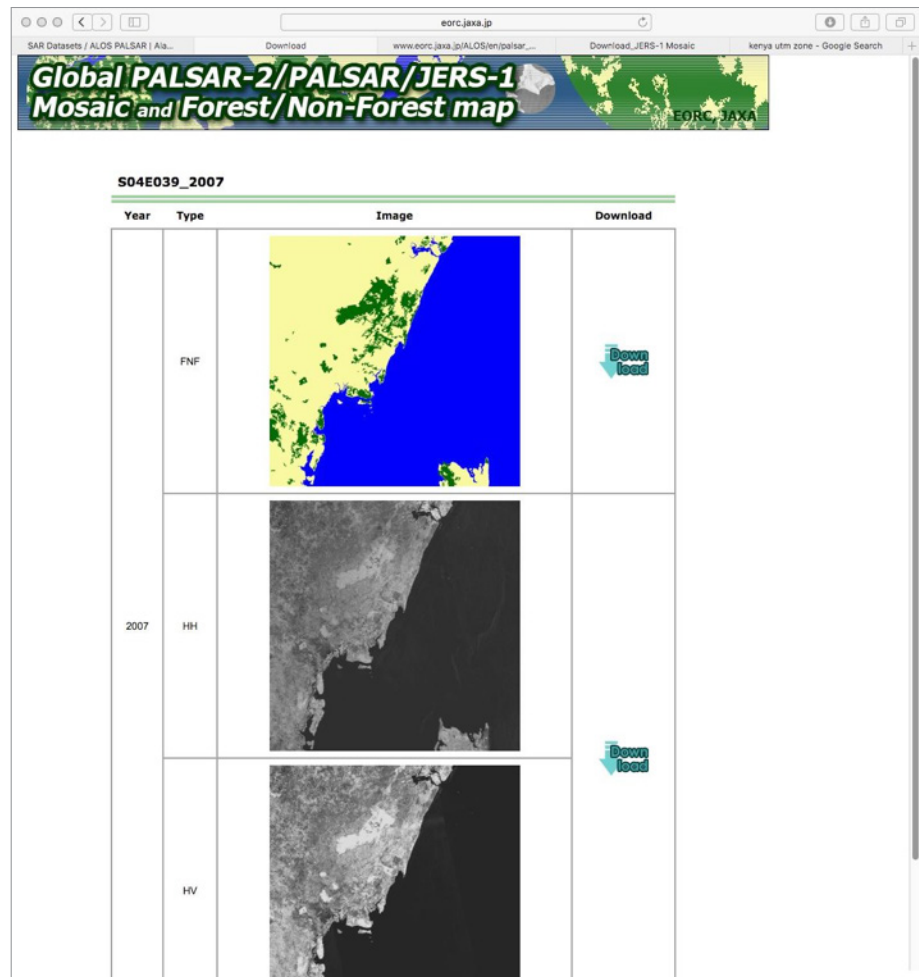 eorc.jaxa.jp
SAR Datasets / ALOS PALSAR | Ala...
Download
www.eorc.jaxa.jp/ALOS/en/palsar_...
Download_JERS-1 Mosaic
kenya utm zone - Google Search
Global PALSAR-2/PALSAR/JERS-1
Mosaic and Forest/Non-Forest map
EORC, JAXA
S04E039_2007
Year Type Image Download
FNF
Down
load
2007
HH
Down
load
HV